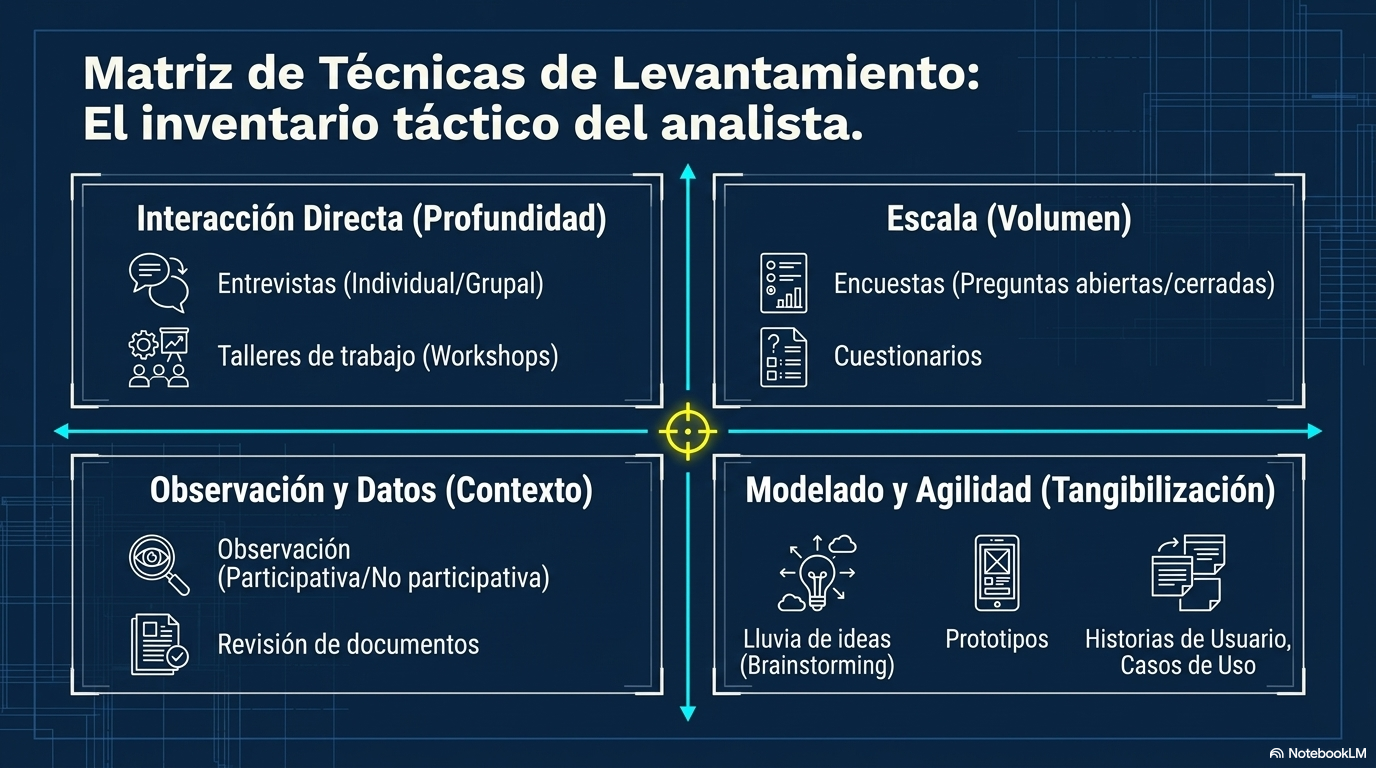 Matriz de Técnicas de Levantamiento:
El inventario táctico del analista.
Interacción Directa (Profundidad)
Entrevistas (Individual/Grupal)
Talleres de trabajo (Workshops)
Escala (Volumen)
Encuestas (Preguntas abiertas/cerradas)
?
Cuestionarios
Observación y Datos (Contexto)
Observación
(Participativa/No participativa)
Revisión de documentos
Modelado y Agilidad (Tangibilización)
Lluvia de ideas
(Brainstorming)
Prototipos
Historias de Usuario,
Casos de Uso
NotebookLM